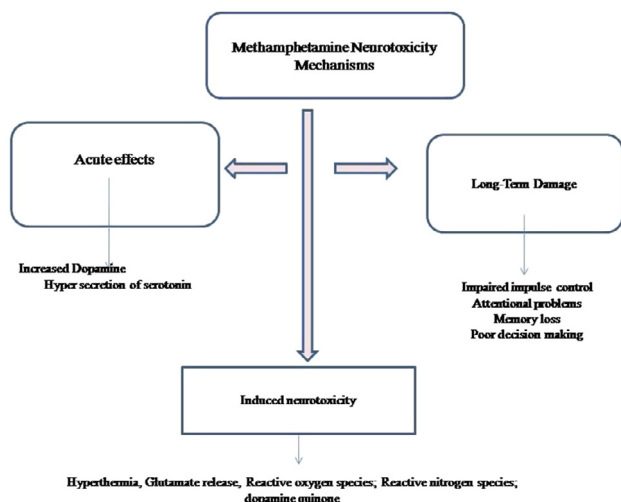 Methamphetamine Neurotoxicity
Mechanisms
Acute effects
Long-Term Damage
Increased Dopamine
Hyper secretion of serotonin
Impaired impulse control
Attentional problems
Memory loss
Poor decision making
Induced neurotoxicity
Hyperthermia, Glutamate release, Reactive oxygen species; Reactive nitrogen species;
dopamine quinone